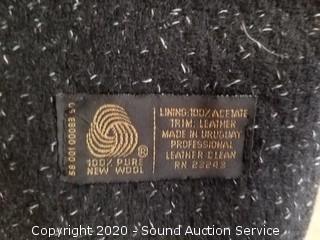 100% PURE
NEW WOOL
®
LINING: 100% ACETATE
TRIM: LEATHER
MADE IN URUGUAY
PROFESSIONAL
LEATHER CLEAN
RN 23243
Copyright © 2020 - Sound Auction Service